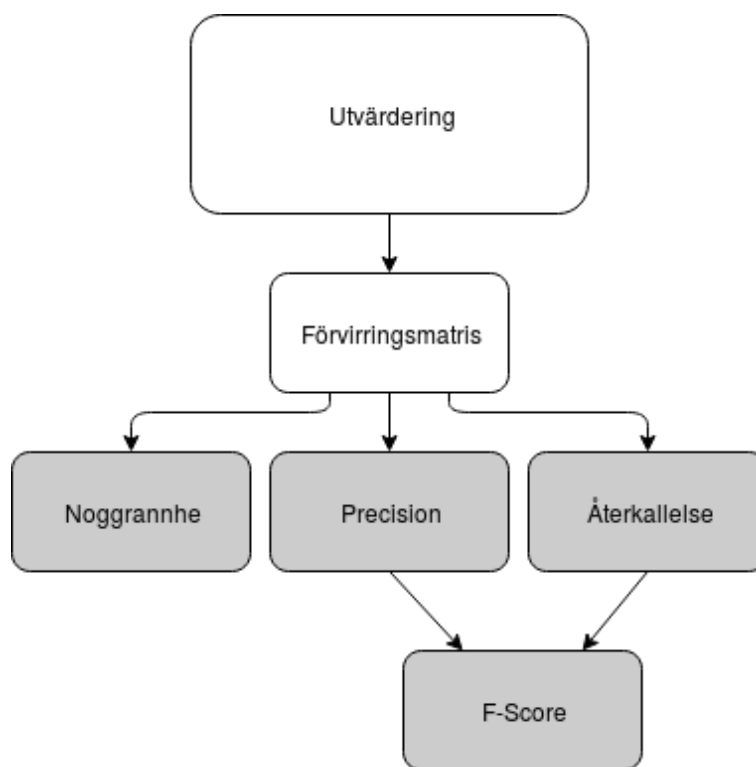 Utvärdering
Förvirringsmatris
Noggrannhe
Precision
Återkallelse
F-Score